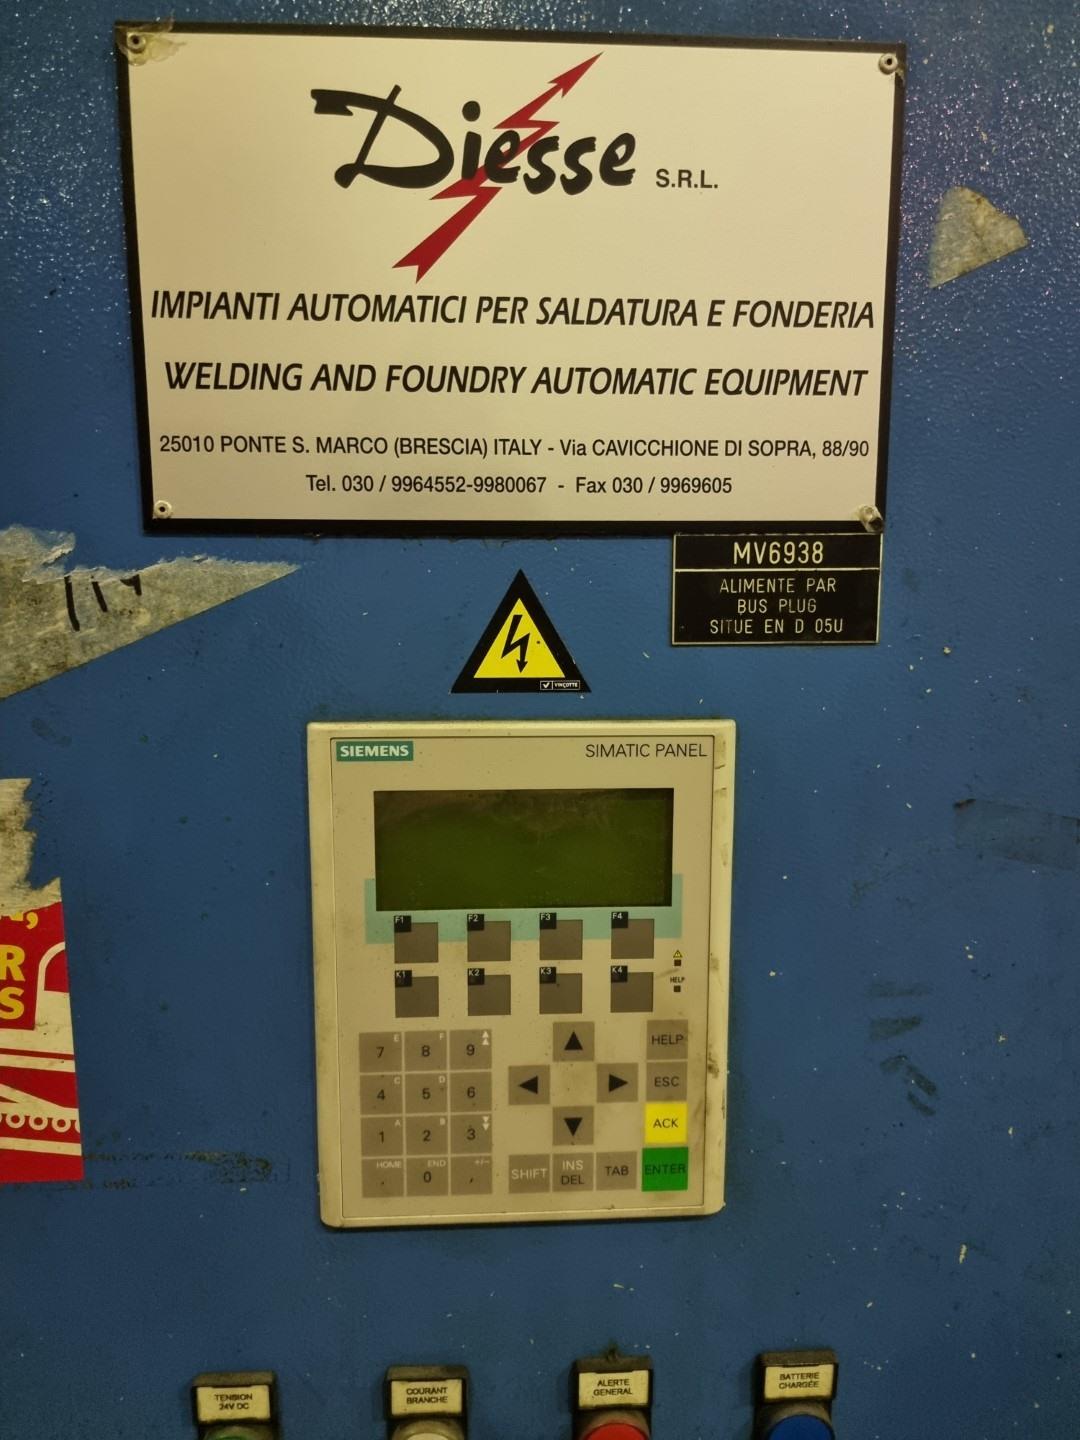 Diesse S.R.L.
IMPIANTI AUTOMATICI PER SALDATURA E FONDERIA
WELDING AND FOUNDRY AUTOMATIC EQUIPMENT
25010 PONTE S. MARCO (BRESCIA) ITALY - Via CAVICCHIONE DI SOPRA, 88/90
Tel. 030 / 9964552-9980067 - Fax 030 / 9969605
MV6938
ALIMENTE PAR
BUS PLUG
SITUE EN D 05U
VINÇOTTE
SIEMENS SIMATIC PANEL
F1 F2 F3 F4
K1 K2 K3 K4
HELP
R
S
7 E 8 F 9 HELP
4 C 5 D 6 ESC
1 A 2 B 3 ACK
. HOME 0 END , +/- SHIFT INS DEL TAB ENTER
TENSION
24V DC
COURANT
BRANCHE
ALERTE
GENERAL
BATTERIE
CHARGÉE